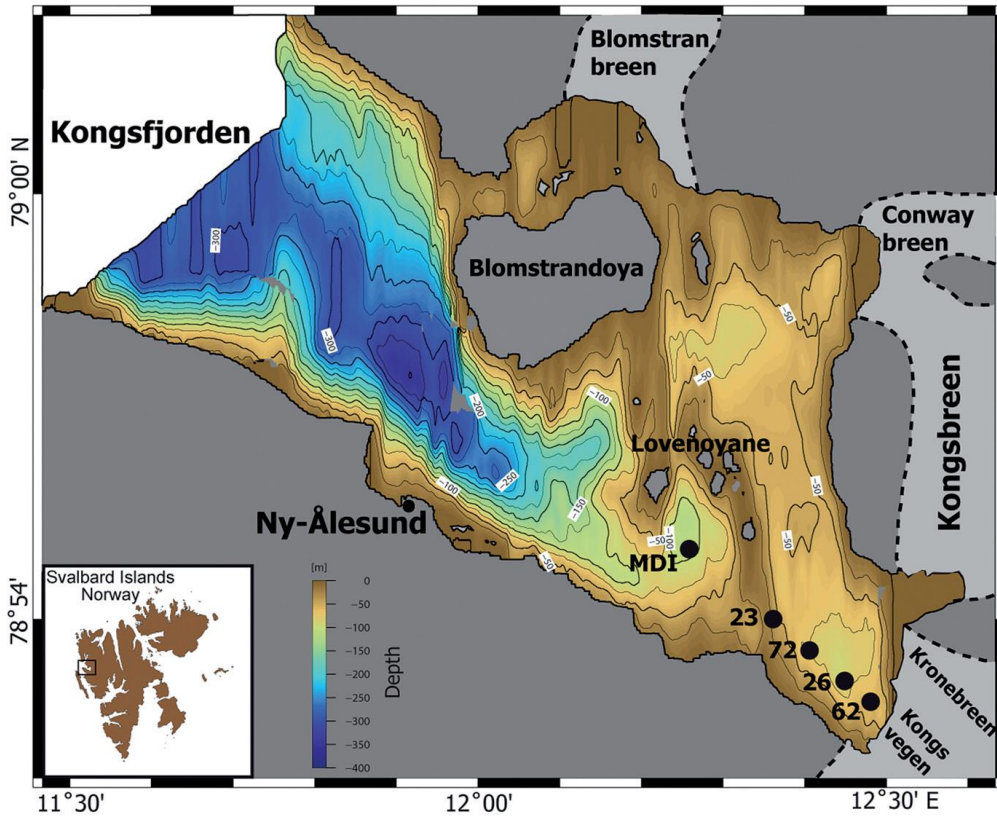 Blomstran
breen
Kongsfjorden
79°00' N
-300
Conway
breen
Blomstrandoya
-50
-300
-50
-100
-200
Kongsbreen
Lovenoyane
-250
-100
-50
-150
Ny-Ålesund
-100
-50
-50
MDI
-50
Svalbard Islands
Norway
[m]
0
-50
-100
-150
-200
-250
-300
-350
-400
Depth
78°54'
23
72
26
62
Kronebreen
Kongs
vegen
11°30'
12°00'
12°30' E